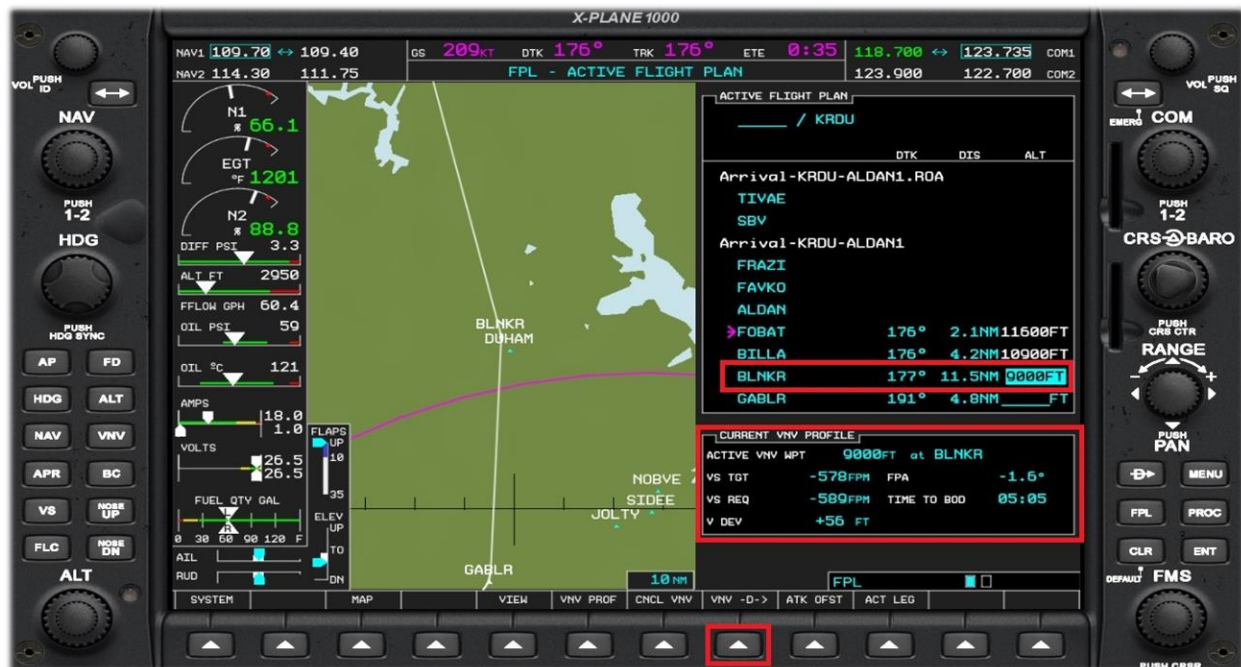 X-PLANE 1000
NAV1 109.70 ↔ 109.40
NAV2 114.30 111.75
GS 209KT DTK 176° TRK 176° ETE 0:35
FPL - ACTIVE FLIGHT PLAN
118.700 ↔ 123.735 COM1
123.900 122.700 COM2
VOL PUSH ID
NAV
PUSH 1-2
HDG
PUSH HDG SYNC
AP FD
HDG ALT
NAV VNV
APR BC
VS NOSE UP
FLC NOSE DN
ALT
N1 % 66.1
EGT °F 1201
N2 % 88.8
DIFF PSI 3.3
ALT FT 2950
FFLOW GPH 60.4
OIL PSI 59
OIL °C 121
AMPS 18.0
1.0
VOLTS 26.5
26.5
FUEL QTY GAL
L
R
0 30 60 90 120 F
AIL
RUD
FLAPS
UP
10
35
ELEV
UP
TO
DN
BLNKR
DUHAM
NOBVE
SIDEE
JOLTY
GABLR
10 NM
ACTIVE FLIGHT PLAN
_____ / KRDU
DTK DIS ALT
Arrival-KRDU-ALDAN1.ROA
TIVAE
SBV
Arrival-KRDU-ALDAN1
FRAZI
FAVKO
ALDAN
FOBAT 176° 2.1NM 11600FT
BILLA 176° 4.2NM 10900FT
BLNKR 177° 11.5NM 9000FT
GABLR 191° 4.8NM _____FT
CURRENT VNV PROFILE
ACTIVE VNV WPT 9000FT at BLNKR
VS TGT -578FPM FPA -1.6°
VS REQ -589FPM TIME TO BOD 05:05
V DEV +56 FT
FPL
SYSTEM MAP VIEW VNV PROF CNCL VNV VNV -D-> ATK OFST ACT LEG
VOL PUSH SQ
EMERG COM
PUSH 1-2
CRS BARO
PUSH CRS CTR
RANGE
- +
PUSH PAN
D MENU
FPL PROC
CLR ENT
DEFAULT FMS
PUSH CRSR